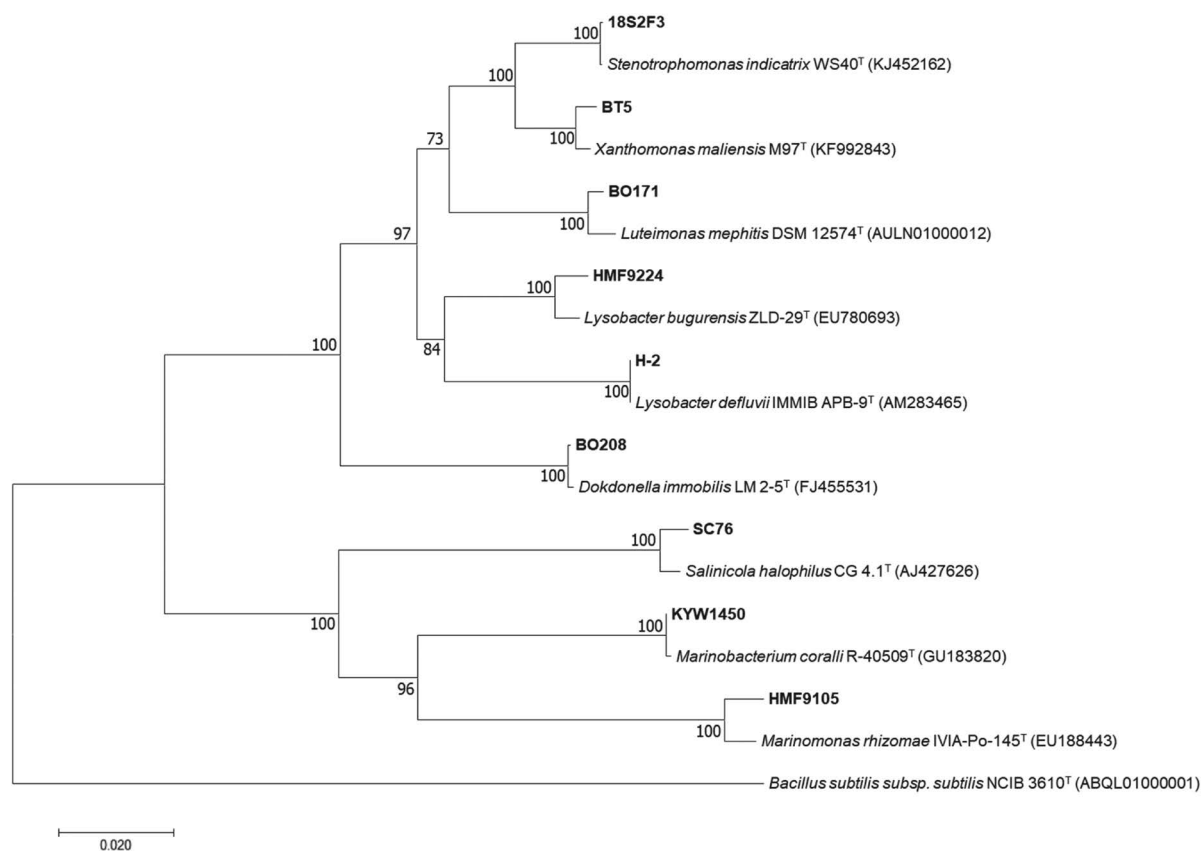 18S2F3
100
Stenotrophomonas indicatrix WS40ᵀ (KJ452162)
100
BT5
100
Xanthomonas maliensis M97ᵀ (KF992843)
73
BO171
100
Luteimonas mephitis DSM 12574ᵀ (AULN01000012)
97
HMF9224
100
Lysobacter bugurensis ZLD-29ᵀ (EU780693)
84
H-2
100
Lysobacter defluvii IMMIB APB-9ᵀ (AM283465)
100
BO208
100
Dokdonella immobilis LM 2-5ᵀ (FJ455531)
SC76
100
Salinicola halophilus CG 4.1ᵀ (AJ427626)
100
KYW1450
100
Marinobacterium coralli R-40509ᵀ (GU183820)
96
HMF9105
100
Marinomonas rhizomae IVIA-Po-145ᵀ (EU188443)
Bacillus subtilis subsp. subtilis NCIB 3610ᵀ (ABQL01000001)
0.020